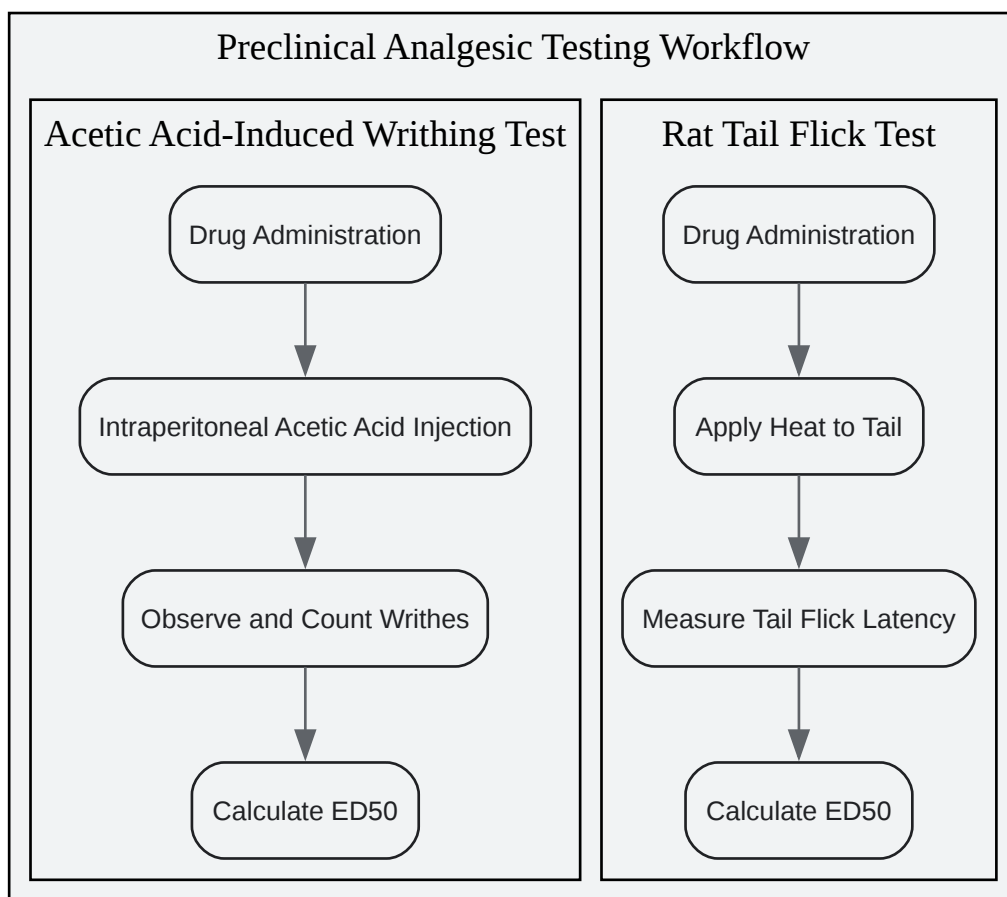 Preclinical Analgesic Testing Workflow
Acetic Acid-Induced Writhing Test
Drug Administration
Intraperitoneal Acetic Acid Injection
Observe and Count Writhes
Calculate ED50
Rat Tail Flick Test
Drug Administration
Apply Heat to Tail
Measure Tail Flick Latency
Calculate ED50